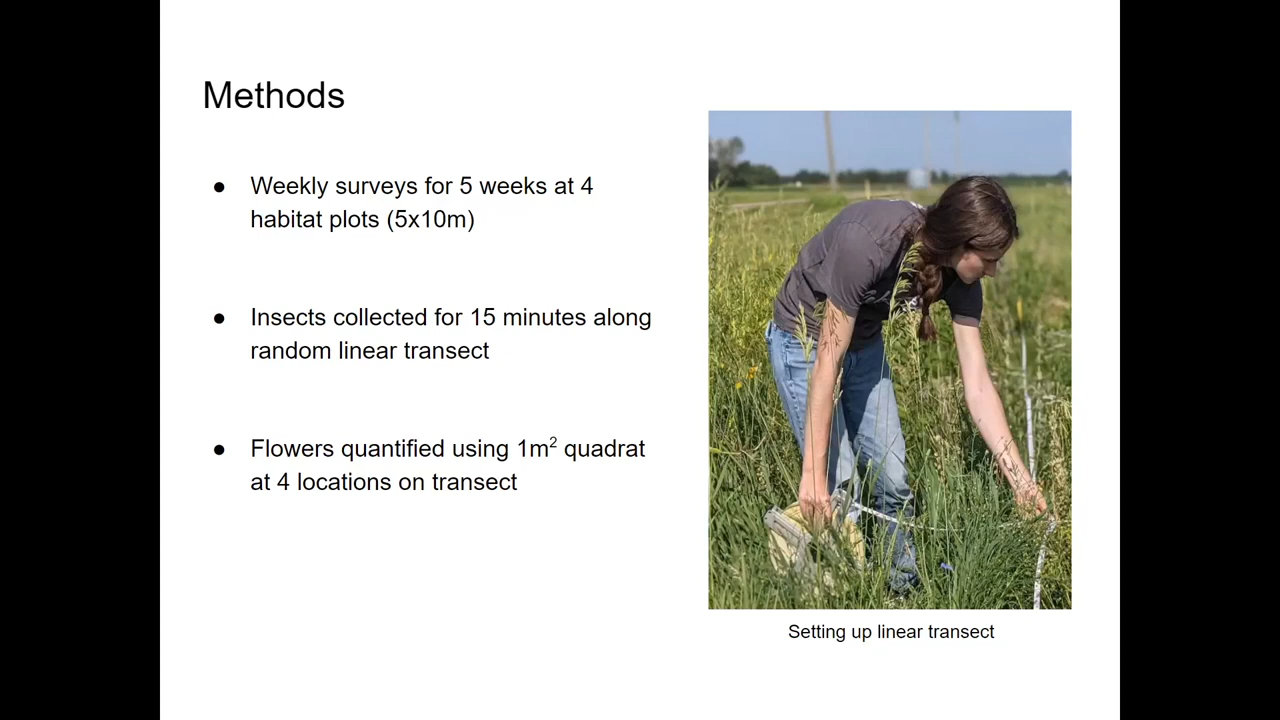 Methods
● Weekly surveys for 5 weeks at 4
habitat plots (5x10m)
● Insects collected for 15 minutes along
random linear transect
● Flowers quantified using 1m² quadrat
at 4 locations on transect
Setting up linear transect